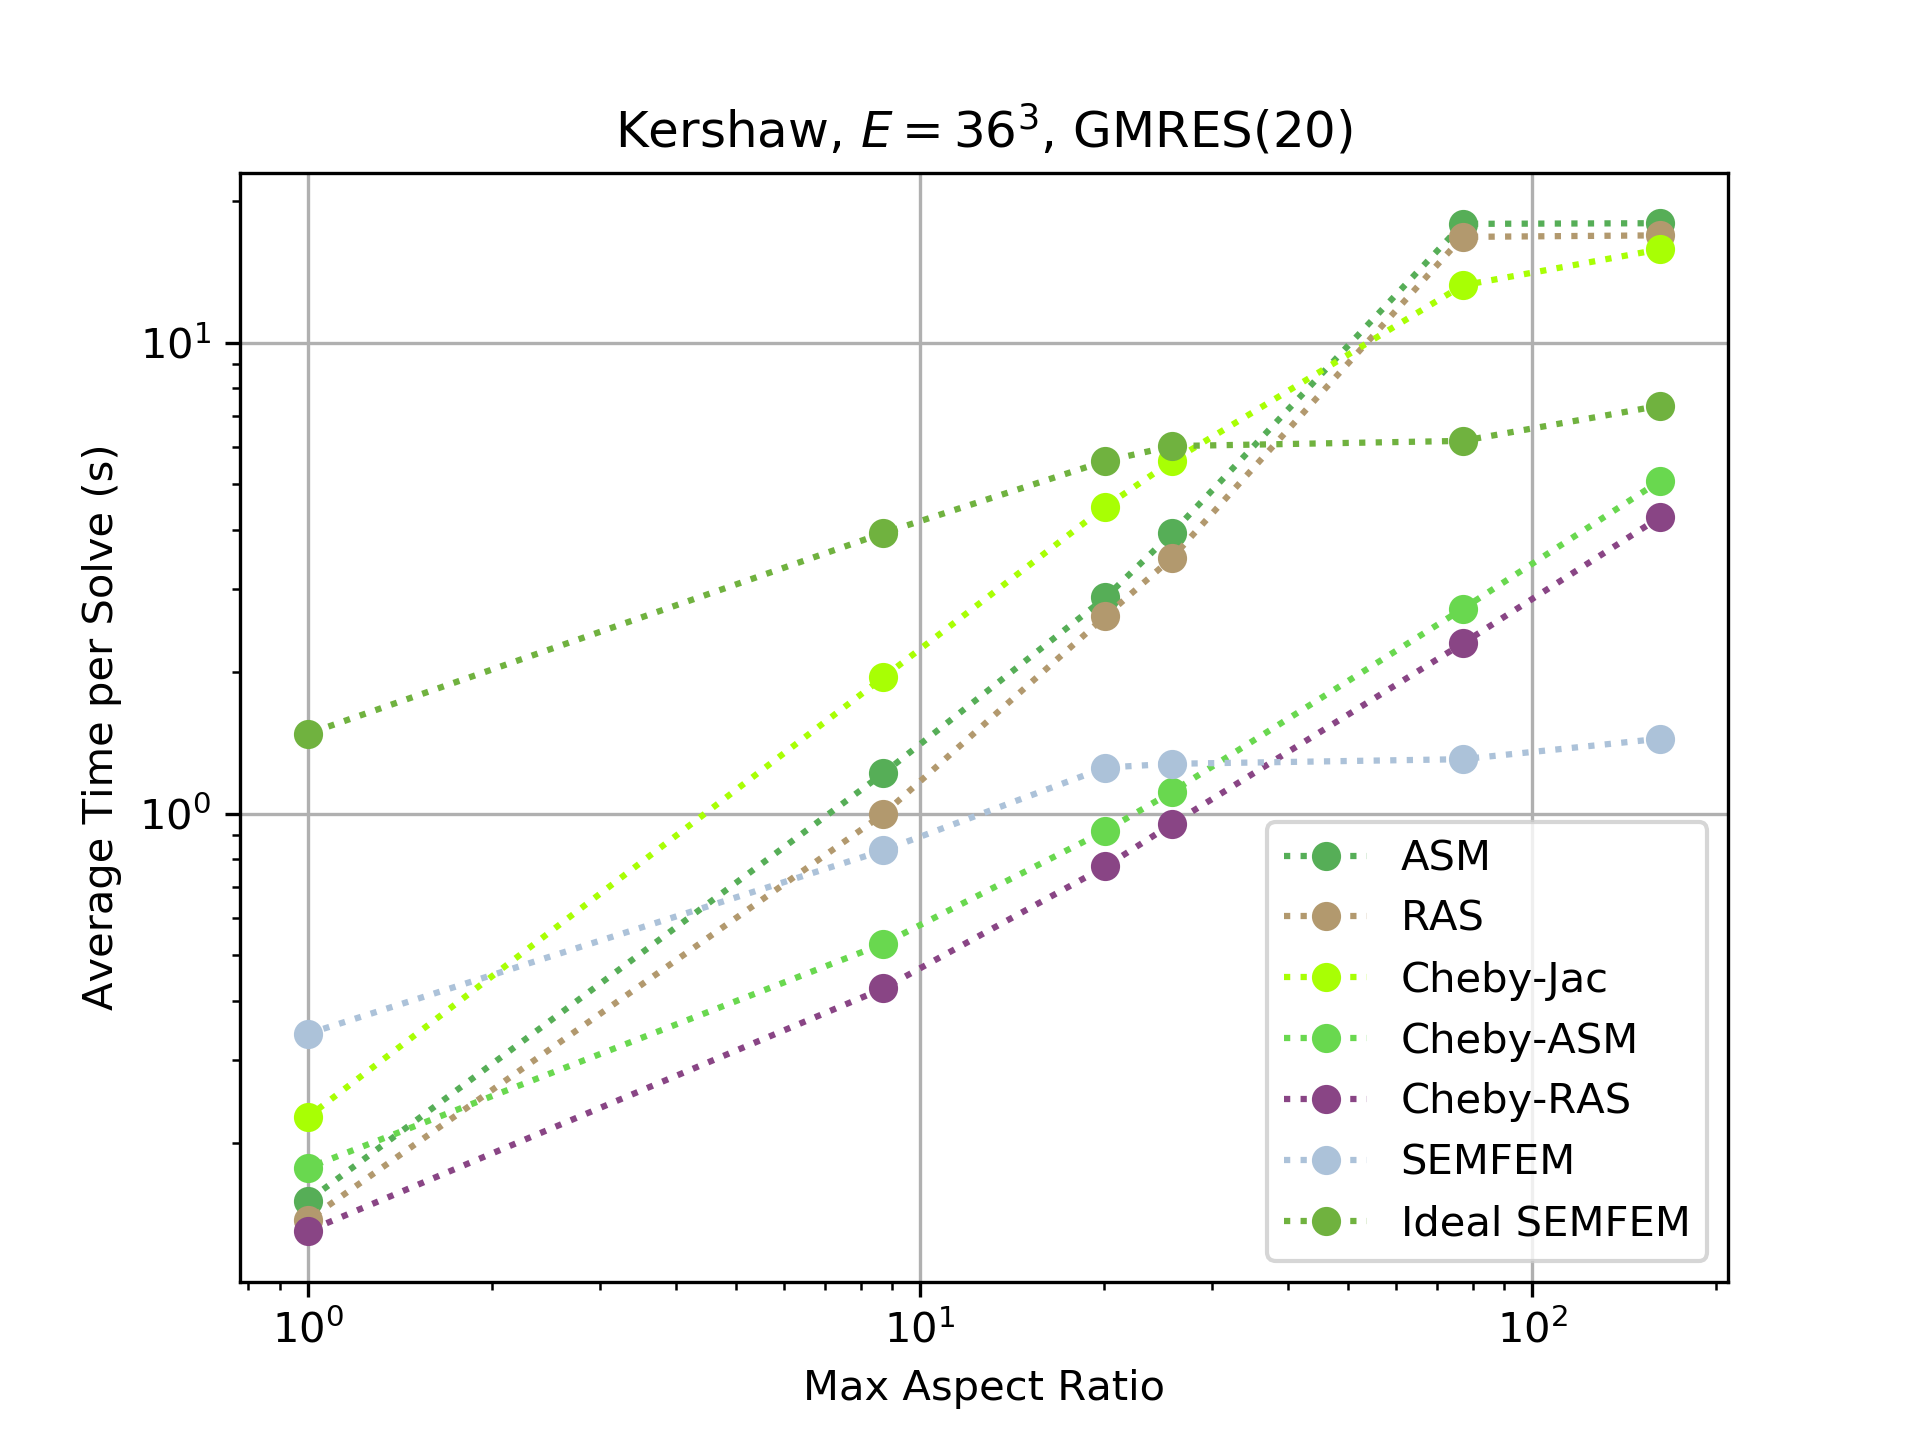 Kershaw, E = 36³, GMRES(20)
Average Time per Solve (s)
10¹
10⁰
ASM
RAS
Cheby-Jac
Cheby-ASM
Cheby-RAS
SEMFEM
Ideal SEMFEM
10⁰ 10¹ 10²
Max Aspect Ratio